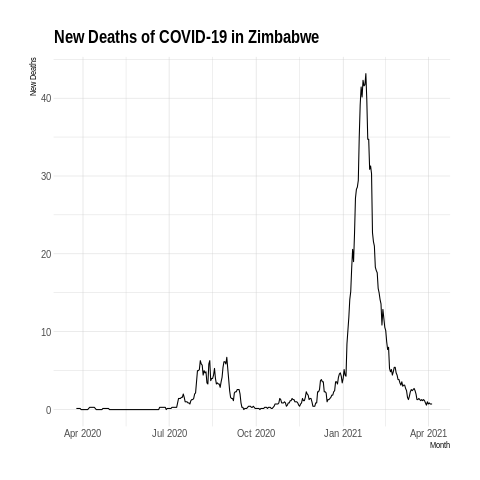 New Deaths of COVID-19 in Zimbabwe
New Deaths
40
30
20
10
0
Apr 2020 Jul 2020 Oct 2020 Jan 2021 Apr 2021
Month